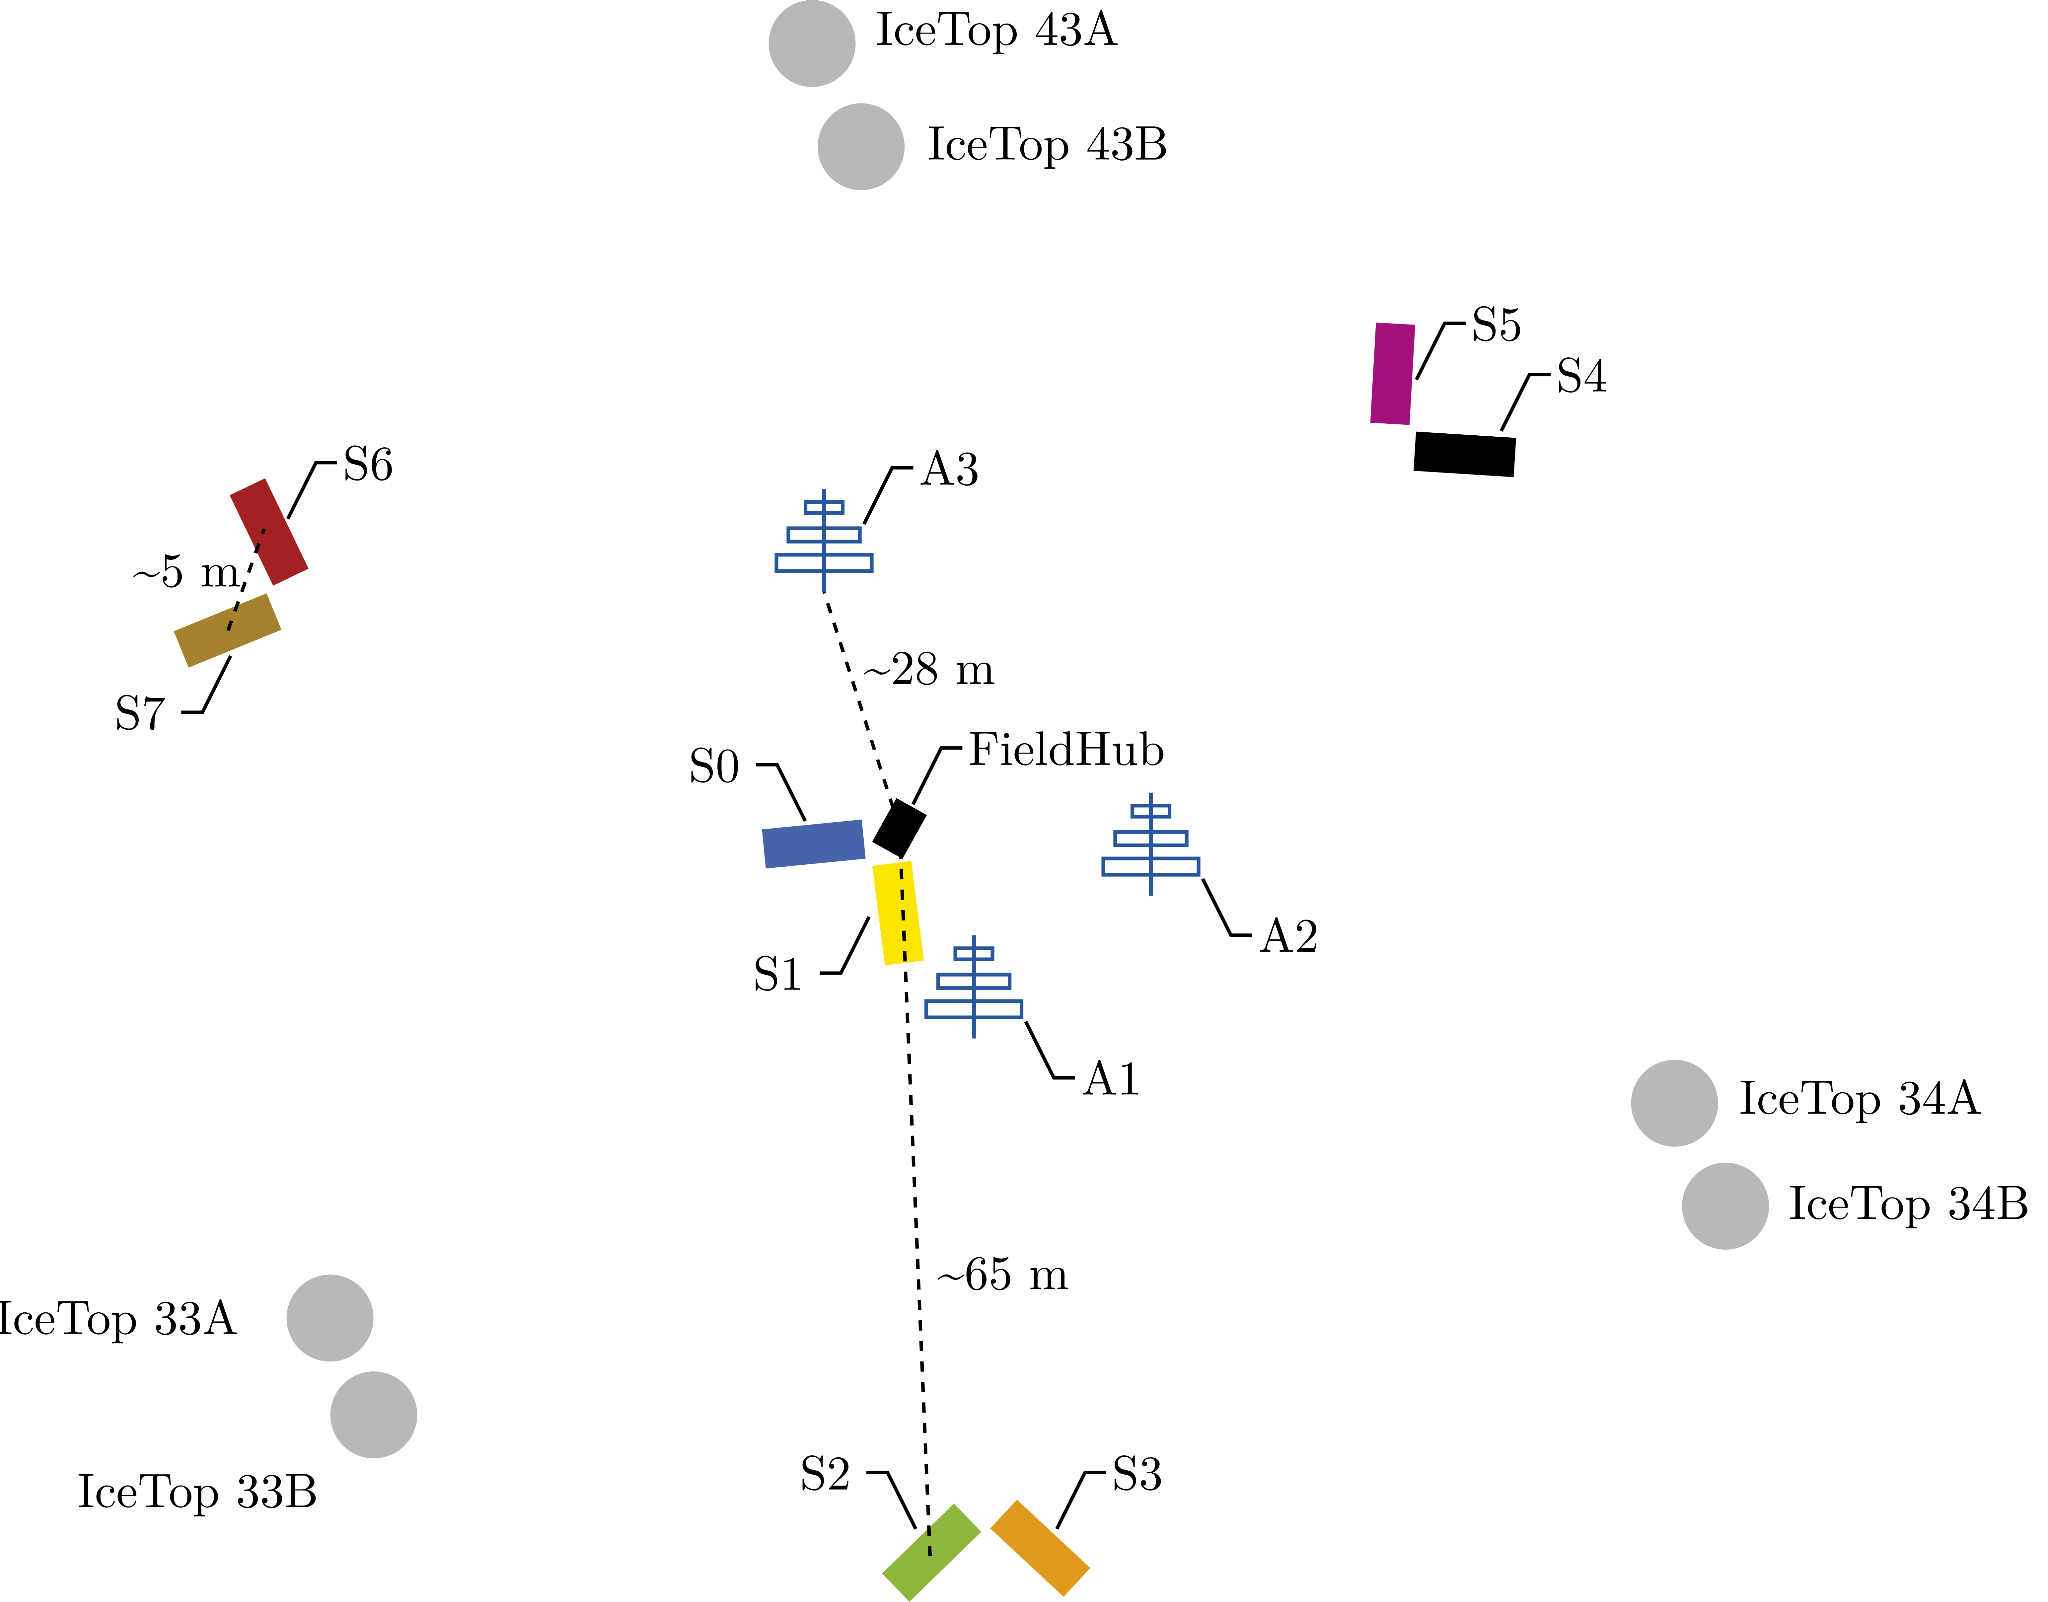 IceTop 43A
IceTop 43B
S5
S4
S6
A3
~5 m
~28 m
S7
FieldHub
S0
A2
S1
A1
IceTop 34A
IceTop 34B
~65 m
IceTop 33A
S2
S3
IceTop 33B